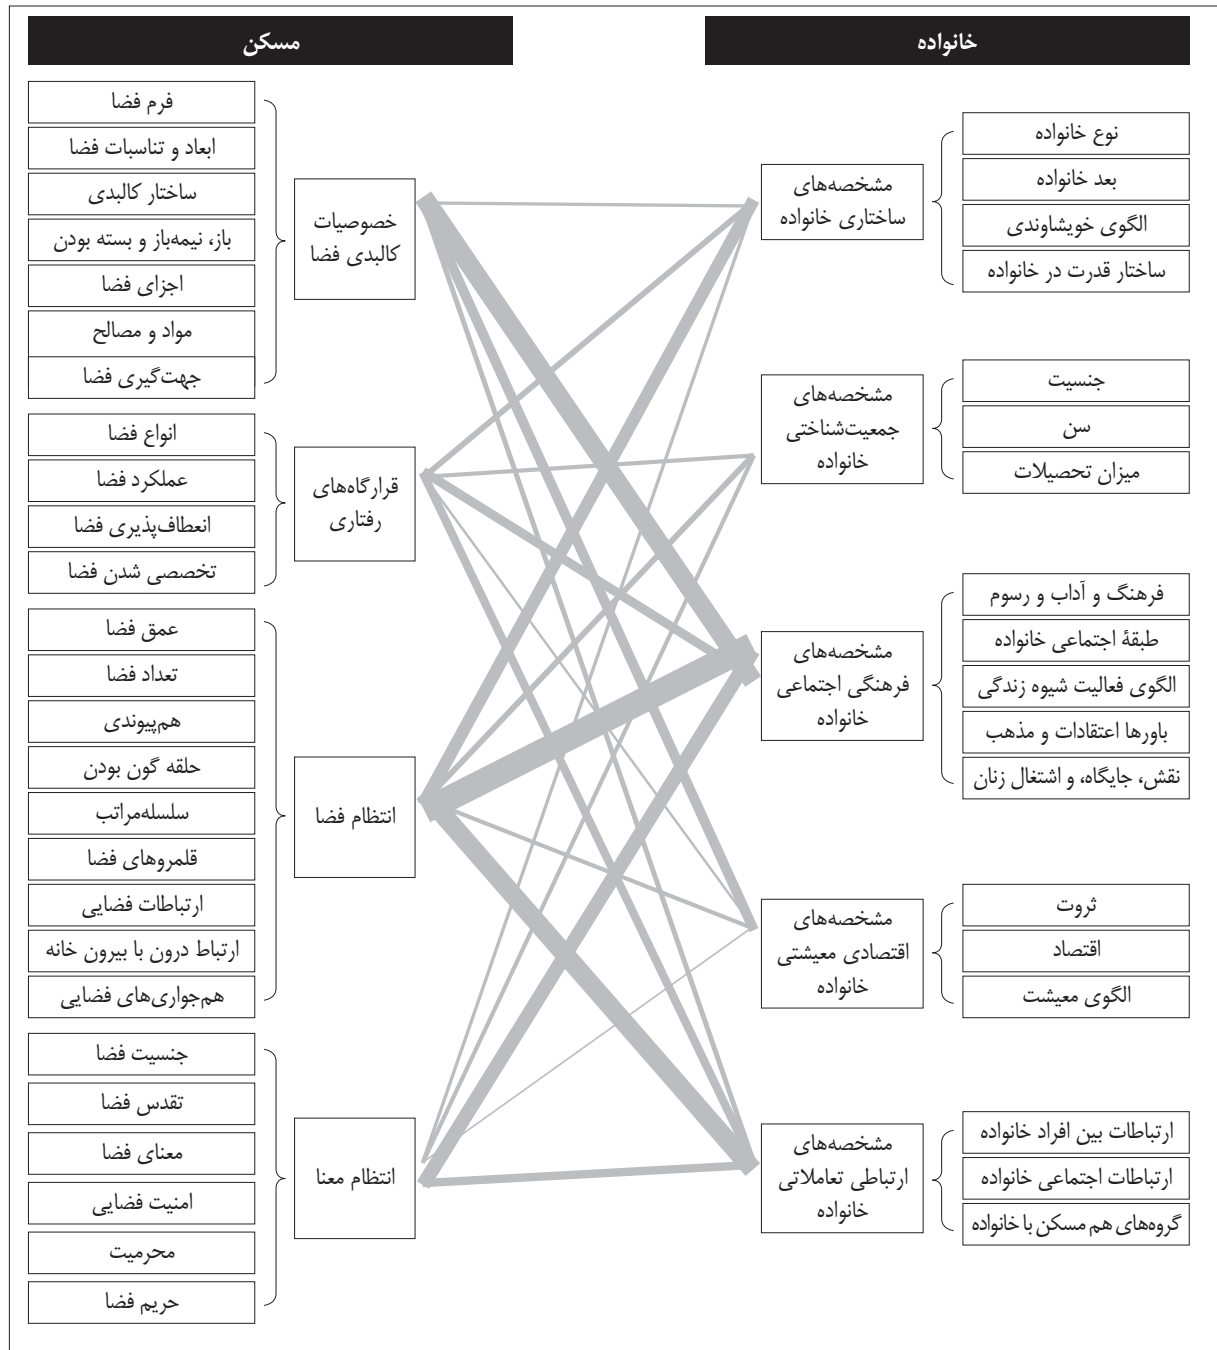 خانواده
مسکن
نوع خانواده
بعد خانواده
الگوی خویشاوندی
ساختار قدرت در خانواده
مشخصه‌های
ساختاری خانواده
جنسیت
سن
میزان تحصیلات
مشخصه‌های
جمعیت‌شناختی
خانواده
فرهنگ و آداب و رسوم
طبقهٔ اجتماعی خانواده
الگوی فعالیت شیوه زندگی
باورها اعتقادات و مذهب
نقش، جایگاه، و اشتغال زنان
مشخصه‌های
فرهنگی اجتماعی
خانواده
ثروت
اقتصاد
الگوی معیشت
مشخصه‌های
اقتصادی معیشتی
خانواده
ارتباطات بین افراد خانواده
ارتباطات اجتماعی خانواده
گروه‌های هم مسکن با خانواده
مشخصه‌های
ارتباطی تعاملاتی
خانواده
خصوصیات
کالبدی فضا
فرم فضا
ابعاد و تناسبات فضا
ساختار کالبدی
باز، نیمه‌باز و بسته بودن
اجزای فضا
مواد و مصالح
جهت‌گیری فضا
قرارگاه‌های
رفتاری
انواع فضا
عملکرد فضا
انعطاف‌پذیری فضا
تخصصی شدن فضا
انتظام فضا
عمق فضا
تعداد فضا
هم‌پیوندی
حلقه گون بودن
سلسله‌مراتب
قلمروهای فضا
ارتباطات فضایی
ارتباط درون با بیرون خانه
هم‌جواری‌های فضایی
انتظام معنا
جنسیت فضا
تقدس فضا
معنای فضا
امنیت فضایی
محرمیت
حریم فضا